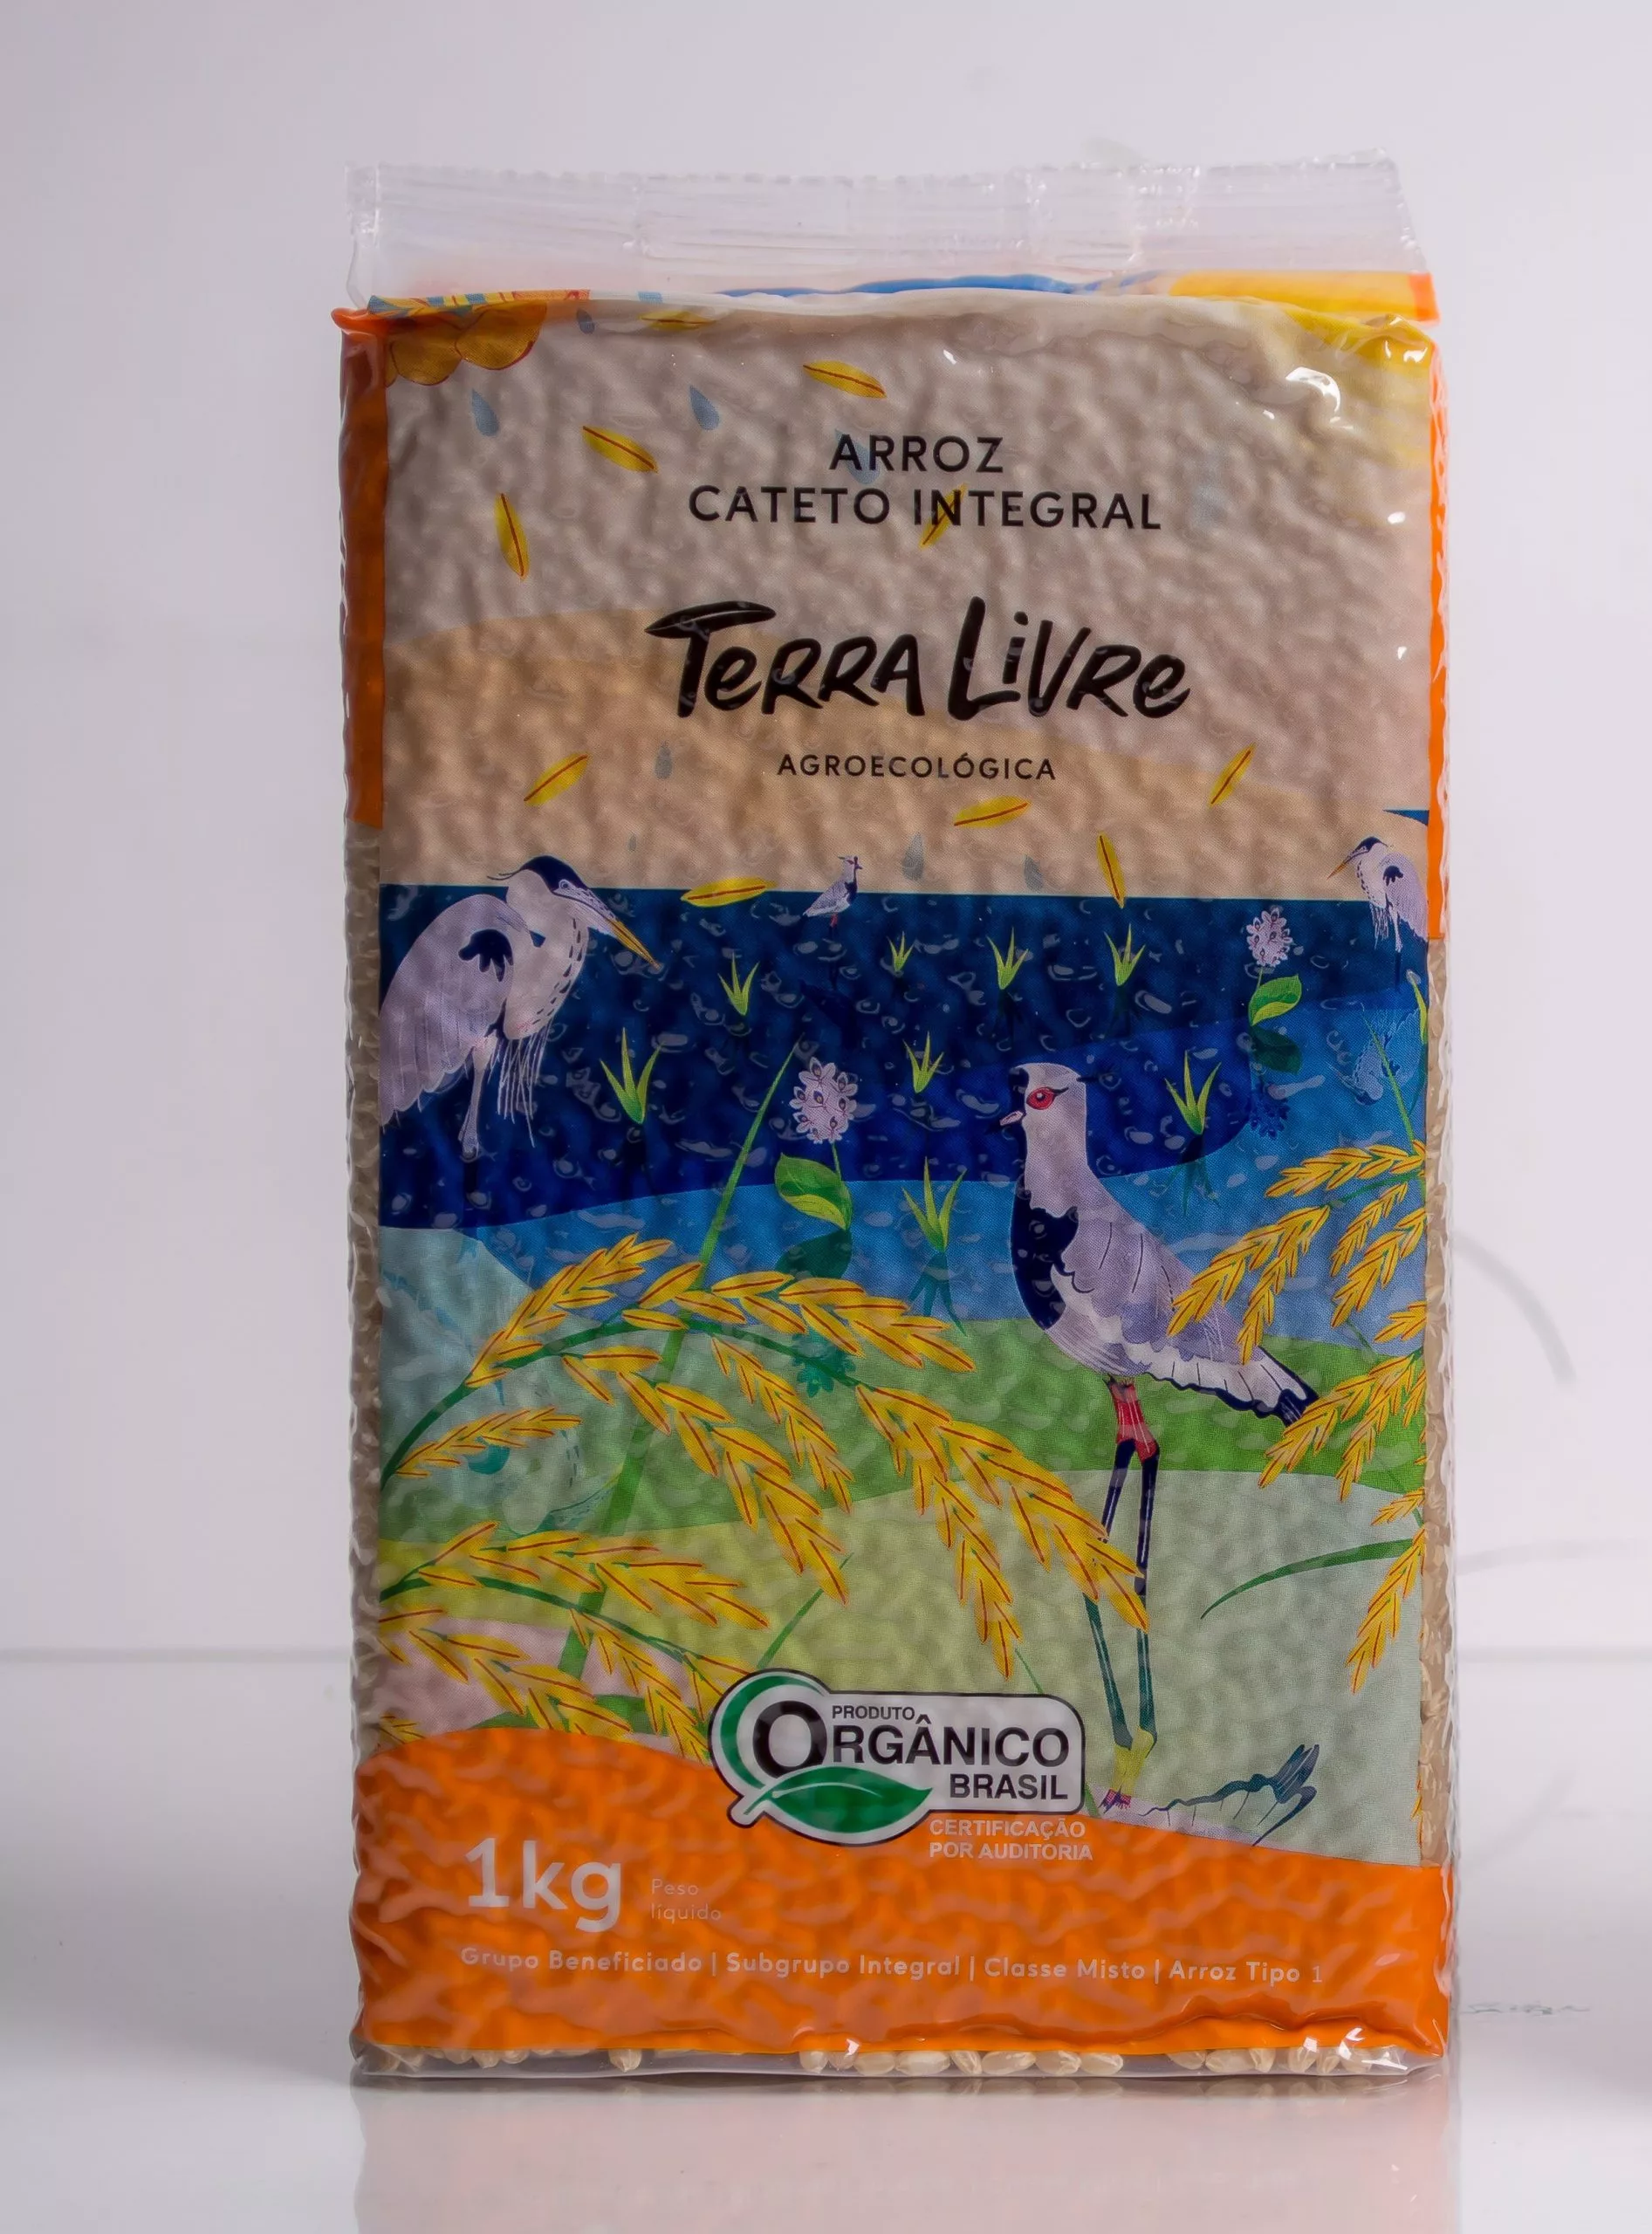 ARROZ
CATETO INTEGRAL
TERRA LIVRE
AGROECOLÓGICA
PRODUTO
ORGÂNICO
BRASIL
CERTIFICAÇÃO
POR AUDITORIA
1kg
Peso
líquido
Grupo Beneficiado | Subgrupo Integral | Classe Misto | Arroz Tipo 1